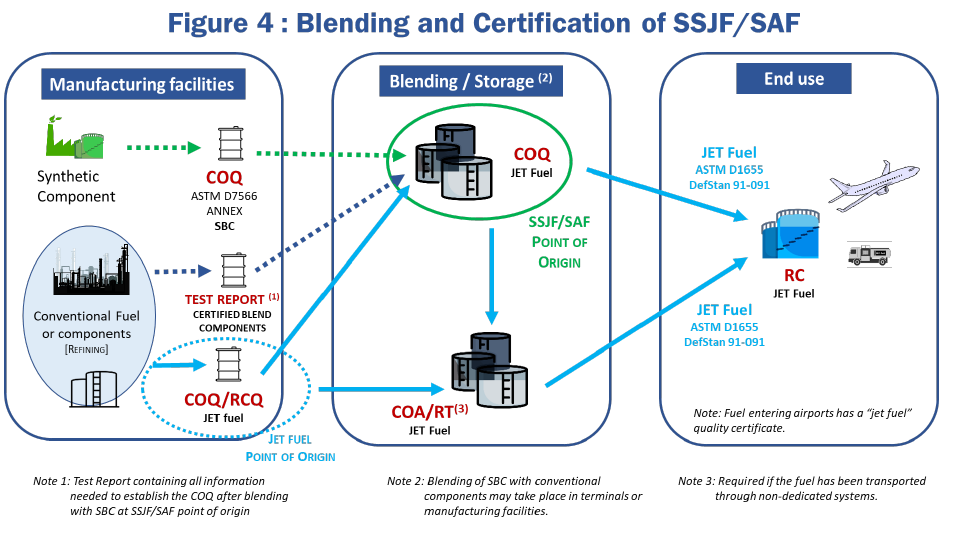 Figure 4 : Blending and Certification of SSJF/SAF
Manufacturing facilities
Synthetic
Component
COQ
ASTM D7566
ANNEX
SBC
Conventional Fuel
or components
[REFINING]
TEST REPORT (1)
CERTIFIED BLEND
COMPONENTS
COQ/RCQ
JET fuel
JET FUEL
POINT OF ORIGIN
Blending / Storage (2)
COQ
JET Fuel
SSJF/SAF
POINT OF
ORIGIN
COA/RT(3)
JET Fuel
End use
JET Fuel
ASTM D1655
DefStan 91-091
RC
JET Fuel
JET Fuel
ASTM D1655
DefStan 91-091
Note: Fuel entering airports has a “jet fuel”
quality certificate.
Note 1: Test Report containing all information
needed to establish the COQ after blending
with SBC at SSJF/SAF point of origin
Note 2: Blending of SBC with conventional
components may take place in terminals or
manufacturing facilities.
Note 3: Required if the fuel has been transported
through non-dedicated systems.